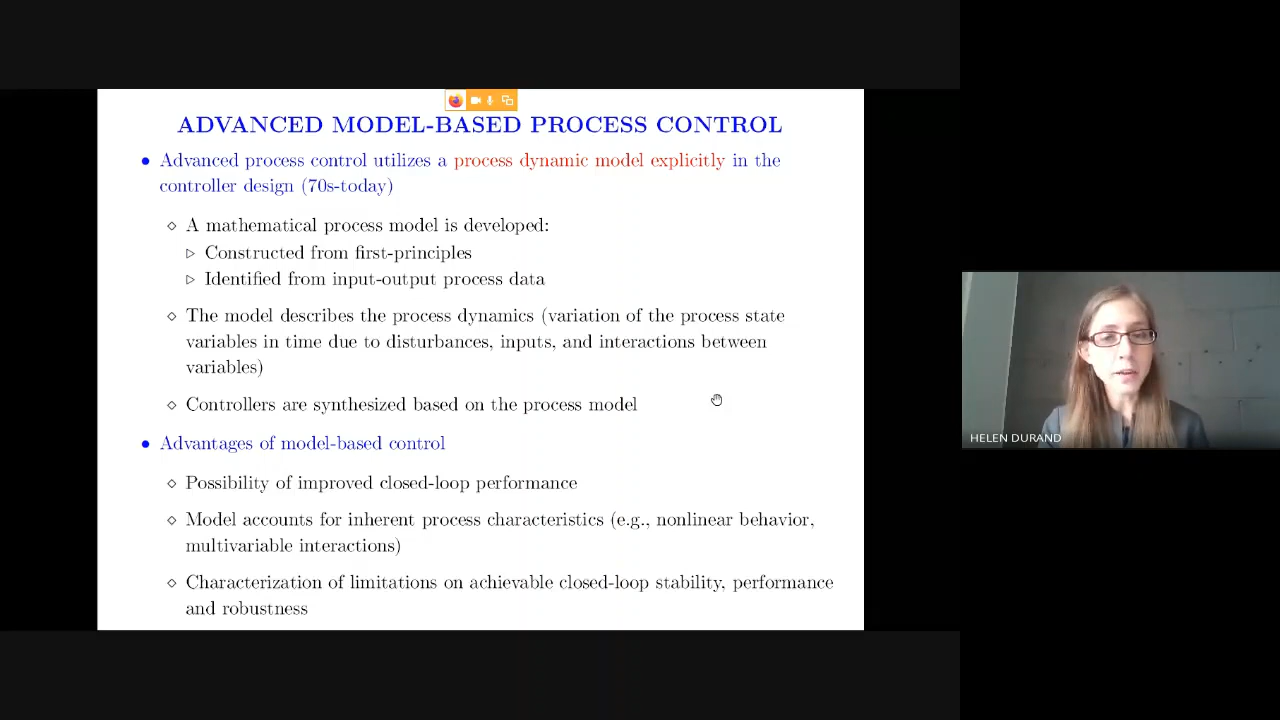 ADVANCED MODEL-BASED PROCESS CONTROL
• Advanced process control utilizes a process dynamic model explicitly in the
controller design (70s-today)
⋄ A mathematical process model is developed:
▷ Constructed from first-principles
▷ Identified from input-output process data
⋄ The model describes the process dynamics (variation of the process state
variables in time due to disturbances, inputs, and interactions between
variables)
⋄ Controllers are synthesized based on the process model
• Advantages of model-based control
⋄ Possibility of improved closed-loop performance
⋄ Model accounts for inherent process characteristics (e.g., nonlinear behavior,
multivariable interactions)
⋄ Characterization of limitations on achievable closed-loop stability, performance
and robustness
HELEN DURAND